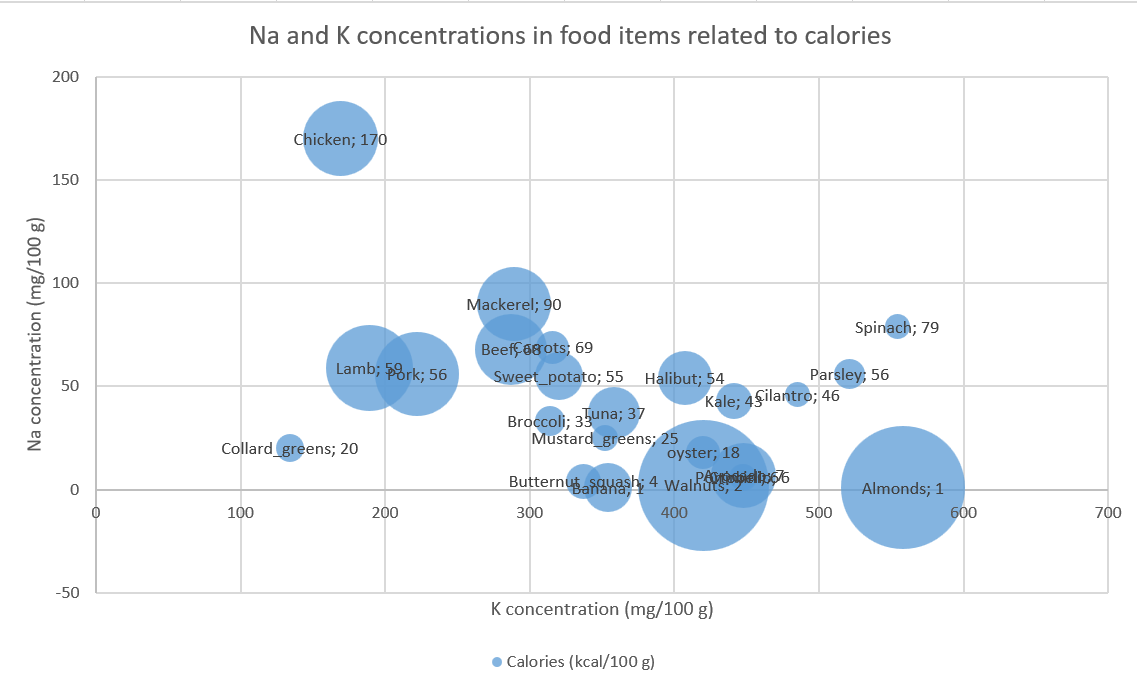 Na and K concentrations in food items related to calories
Na concentration (mg/100 g)
200
150
100
50
0
-50
Chicken; 170
Mackerel; 90
Spinach; 79
Beef; 68
Carrots; 69
Lamb; 59
Pork; 56
Sweet_potato; 55
Halibut; 54
Parsley; 56
Kale; 43
Cilantro; 46
Tuna; 37
Broccoli; 33
Mustard_greens; 25
Collard_greens; 20
oyster; 18
Butternut_squash; 4
Banana; 1
Walnuts; 2
Almonds; 1
0
100
200
300
400
500
600
700
K concentration (mg/100 g)
Calories (kcal/100 g)